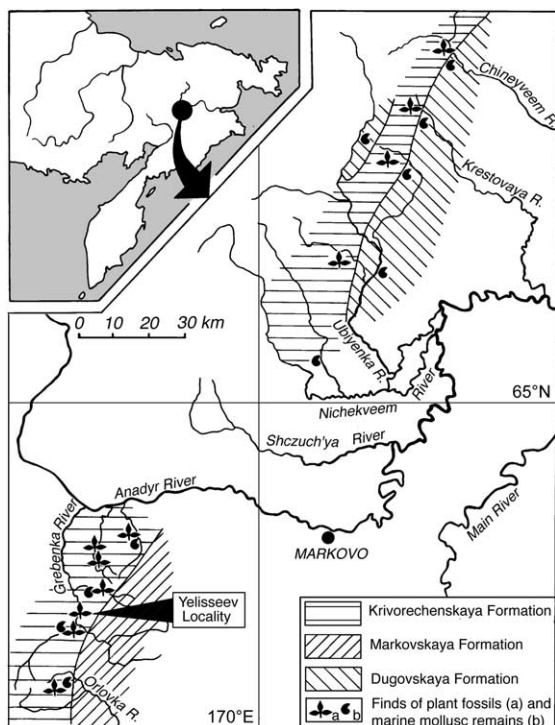 Chineyveem R.
Krestovaya R.
0 10 20 30 km
Ubiyenka R.
Nichekveem River
65°N
Shczuch'ya River
Anadyr River
Main River
Grebenka River
MARKOVO
Yelisseev
Locality
Orlovka R.
170°E
Krivorechenskaya Formation
Markovskaya Formation
Dugovskaya Formation
a b Finds of plant fossils (a) and
marine mollusc remains (b)